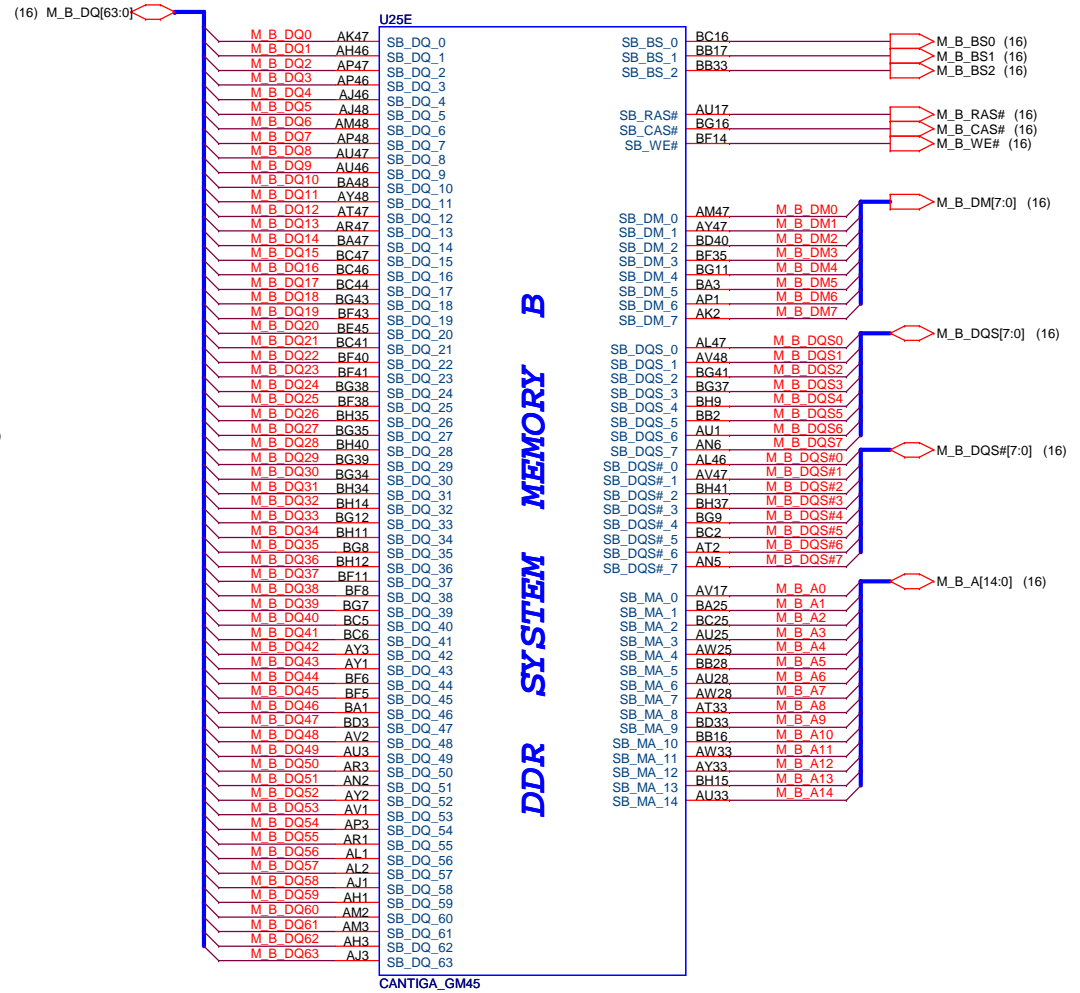 (16) M_B_DQ[63:0]
U25E
M_B_DQ0 AK47 SB_DQ_0
M_B_DQ1 AH46 SB_DQ_1
M_B_DQ2 AP47 SB_DQ_2
M_B_DQ3 AP46 SB_DQ_3
M_B_DQ4 AJ46 SB_DQ_4
M_B_DQ5 AJ48 SB_DQ_5
M_B_DQ6 AM48 SB_DQ_6
M_B_DQ7 AP48 SB_DQ_7
M_B_DQ8 AU47 SB_DQ_8
M_B_DQ9 AU46 SB_DQ_9
M_B_DQ10 BA48 SB_DQ_10
M_B_DQ11 AY48 SB_DQ_11
M_B_DQ12 AT47 SB_DQ_12
M_B_DQ13 AR47 SB_DQ_13
M_B_DQ14 BA47 SB_DQ_14
M_B_DQ15 BC47 SB_DQ_15
M_B_DQ16 BC46 SB_DQ_16
M_B_DQ17 BC44 SB_DQ_17
M_B_DQ18 BG43 SB_DQ_18
M_B_DQ19 BF43 SB_DQ_19
M_B_DQ20 BE45 SB_DQ_20
M_B_DQ21 BC41 SB_DQ_21
M_B_DQ22 BF40 SB_DQ_22
M_B_DQ23 BF41 SB_DQ_23
M_B_DQ24 BG38 SB_DQ_24
M_B_DQ25 BF38 SB_DQ_25
M_B_DQ26 BH35 SB_DQ_26
M_B_DQ27 BG35 SB_DQ_27
M_B_DQ28 BH40 SB_DQ_28
M_B_DQ29 BG39 SB_DQ_29
M_B_DQ30 BG34 SB_DQ_30
M_B_DQ31 BH34 SB_DQ_31
M_B_DQ32 BH14 SB_DQ_32
M_B_DQ33 BG12 SB_DQ_33
M_B_DQ34 BH11 SB_DQ_34
M_B_DQ35 BG8 SB_DQ_35
M_B_DQ36 BH12 SB_DQ_36
M_B_DQ37 BF11 SB_DQ_37
M_B_DQ38 BF8 SB_DQ_38
M_B_DQ39 BG7 SB_DQ_39
M_B_DQ40 BC5 SB_DQ_40
M_B_DQ41 BC6 SB_DQ_41
M_B_DQ42 AY3 SB_DQ_42
M_B_DQ43 AY1 SB_DQ_43
M_B_DQ44 BF6 SB_DQ_44
M_B_DQ45 BF5 SB_DQ_45
M_B_DQ46 BA1 SB_DQ_46
M_B_DQ47 BD3 SB_DQ_47
M_B_DQ48 AV2 SB_DQ_48
M_B_DQ49 AU3 SB_DQ_49
M_B_DQ50 AR3 SB_DQ_50
M_B_DQ51 AN2 SB_DQ_51
M_B_DQ52 AY2 SB_DQ_52
M_B_DQ53 AV1 SB_DQ_53
M_B_DQ54 AP3 SB_DQ_54
M_B_DQ55 AR1 SB_DQ_55
M_B_DQ56 AL1 SB_DQ_56
M_B_DQ57 AL2 SB_DQ_57
M_B_DQ58 AJ1 SB_DQ_58
M_B_DQ59 AH1 SB_DQ_59
M_B_DQ60 AM2 SB_DQ_60
M_B_DQ61 AM3 SB_DQ_61
M_B_DQ62 AH3 SB_DQ_62
M_B_DQ63 AJ3 SB_DQ_63
DDR SYSTEM MEMORY B
SB_BS_0 BC16 M_B_BS0 (16)
SB_BS_1 BB17 M_B_BS1 (16)
SB_BS_2 BB33 M_B_BS2 (16)
SB_RAS# AU17 M_B_RAS# (16)
SB_CAS# BG16 M_B_CAS# (16)
SB_WE# BF14 M_B_WE# (16)
M_B_DM[7:0] (16)
SB_DM_0 AM47 M_B_DM0
SB_DM_1 AY47 M_B_DM1
SB_DM_2 BD40 M_B_DM2
SB_DM_3 BF35 M_B_DM3
SB_DM_4 BG11 M_B_DM4
SB_DM_5 BA3 M_B_DM5
SB_DM_6 AP1 M_B_DM6
SB_DM_7 AK2 M_B_DM7
M_B_DQS[7:0] (16)
SB_DQS_0 AL47 M_B_DQS0
SB_DQS_1 AV48 M_B_DQS1
SB_DQS_2 BG41 M_B_DQS2
SB_DQS_3 BG37 M_B_DQS3
SB_DQS_4 BH9 M_B_DQS4
SB_DQS_5 BB2 M_B_DQS5
SB_DQS_6 AU1 M_B_DQS6
SB_DQS_7 AN6 M_B_DQS7
M_B_DQS#[7:0] (16)
SB_DQS#_0 AL46 M_B_DQS#0
SB_DQS#_1 AV47 M_B_DQS#1
SB_DQS#_2 BH41 M_B_DQS#2
SB_DQS#_3 BH37 M_B_DQS#3
SB_DQS#_4 BG9 M_B_DQS#4
SB_DQS#_5 BC2 M_B_DQS#5
SB_DQS#_6 AT2 M_B_DQS#6
SB_DQS#_7 AN5 M_B_DQS#7
M_B_A[14:0] (16)
SB_MA_0 AV17 M_B_A0
SB_MA_1 BA25 M_B_A1
SB_MA_2 BC25 M_B_A2
SB_MA_3 AU25 M_B_A3
SB_MA_4 AW25 M_B_A4
SB_MA_5 BB28 M_B_A5
SB_MA_6 AU28 M_B_A6
SB_MA_7 AW28 M_B_A7
SB_MA_8 AT33 M_B_A8
SB_MA_9 BD33 M_B_A9
SB_MA_10 BB16 M_B_A10
SB_MA_11 AW33 M_B_A11
SB_MA_12 AY33 M_B_A12
SB_MA_13 BH15 M_B_A13
SB_MA_14 AU33 M_B_A14
CANTIGA_GM45